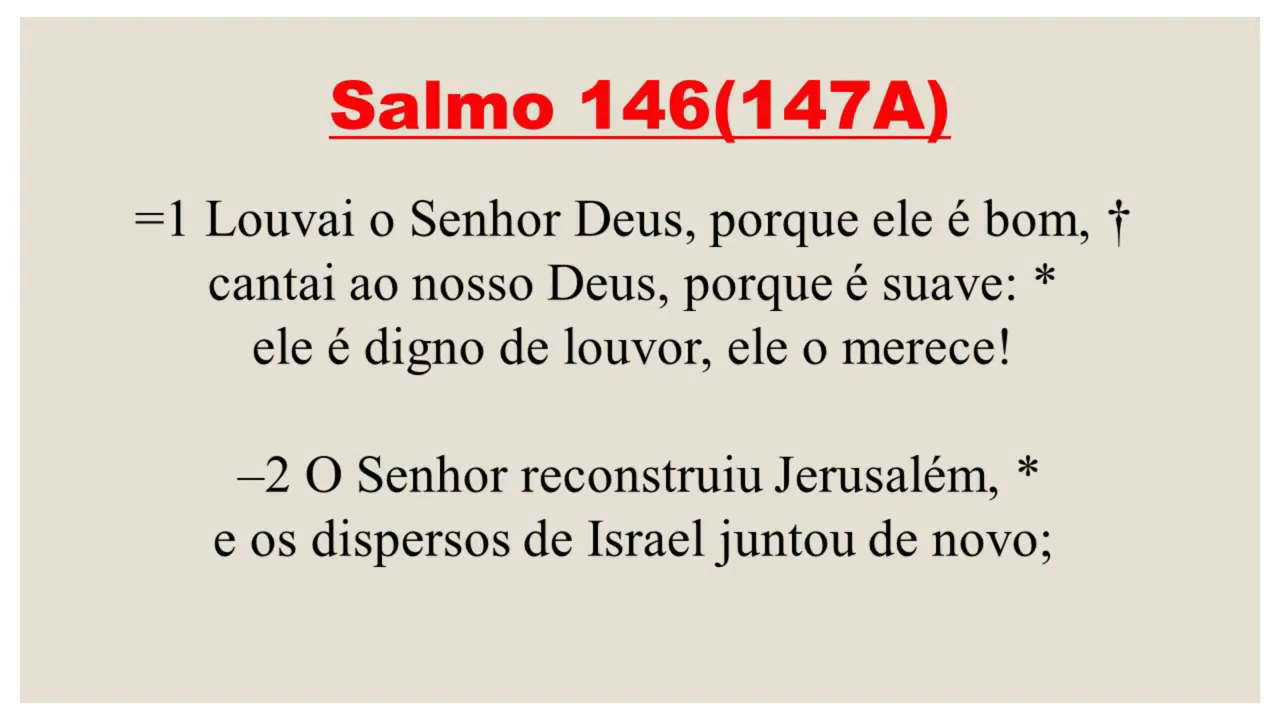 Salmo 146(147A)
=1 Louvai o Senhor Deus, porque ele é bom, †
cantai ao nosso Deus, porque é suave: *
ele é digno de louvor, ele o merece!
–2 O Senhor reconstruiu Jerusalém, *
e os dispersos de Israel juntou de novo;